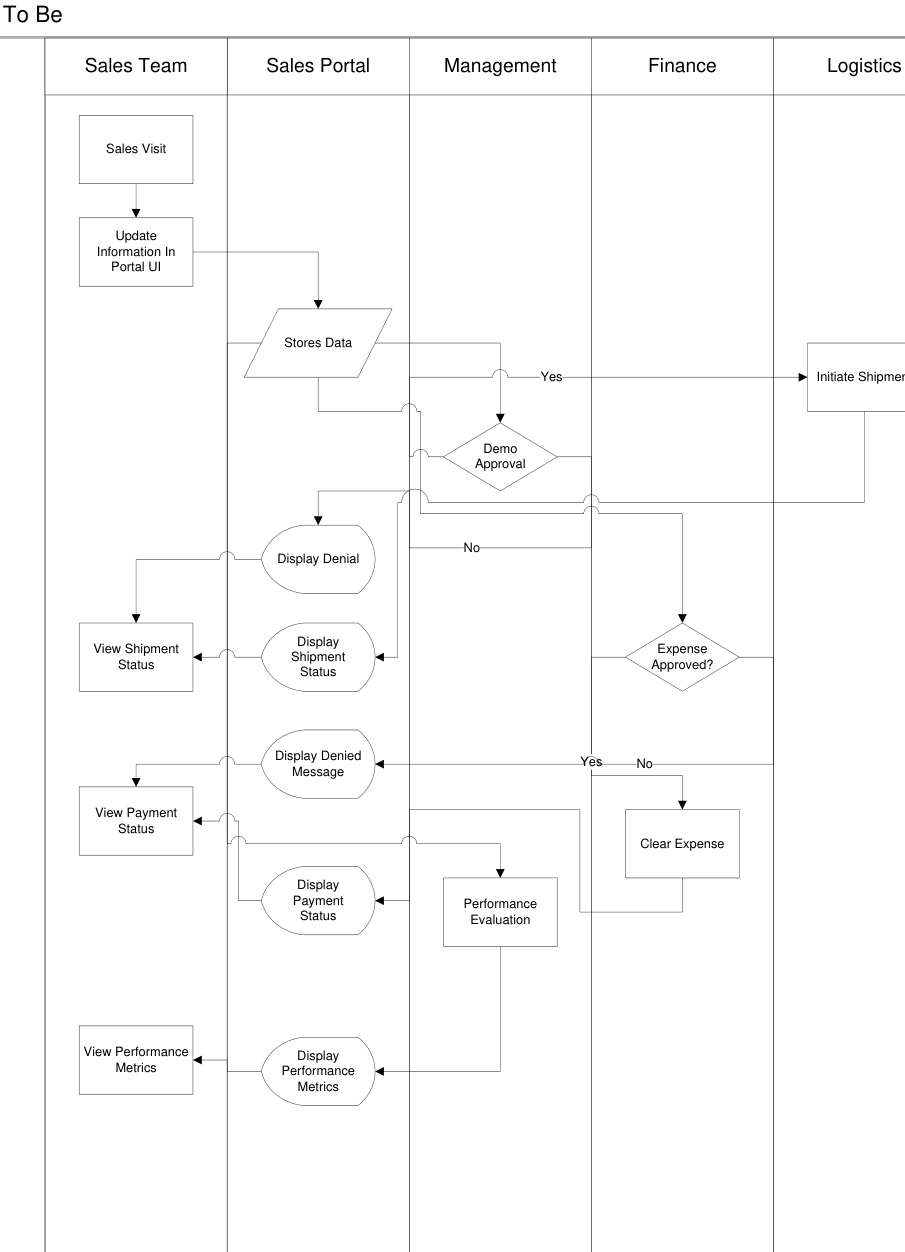 To Be
Sales Team
Sales Portal
Management
Finance
Logistics
Sales Visit
Update
Information In
Portal UI
Stores Data
Yes
Initiate Shipmen
Demo
Approval
No
Display Denial
View Shipment
Status
Display
Shipment
Status
Expense
Approved?
Display Denied
Message
Yes
No
View Payment
Status
Clear Expense
Display
Payment
Status
Performance
Evaluation
View Performance
Metrics
Display
Performance
Metrics